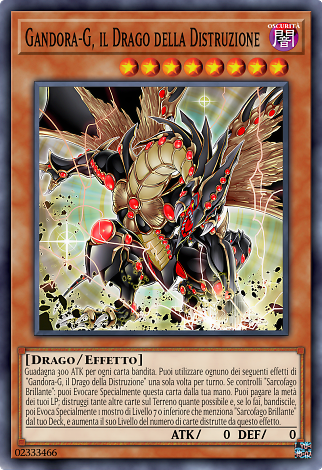 Gandora-G, il Drago della Distruzione
OSCURITÀ
闇
[Drago/Effetto]
Guadagna 300 ATK per ogni carta bandita. Puoi utilizzare ognuno dei seguenti effetti di
"Gandora-G, il Drago della Distruzione" una sola volta per turno. Se controlli "Sarcofago
Brillante": puoi Evocare Specialmente questa carta dalla tua mano. Puoi pagare la metà
dei tuoi LP; distruggi tante altre carte sul Terreno quante possibile e, se lo fai, bandiscile,
poi Evoca Specialmente 1 mostro di Livello 7 o inferiore che menziona "Sarcofago Brillante"
dal tuo Deck, e aumenta il suo Livello del numero di carte distrutte da questo effetto.
ATK/ 0 DEF/ 0
02333466